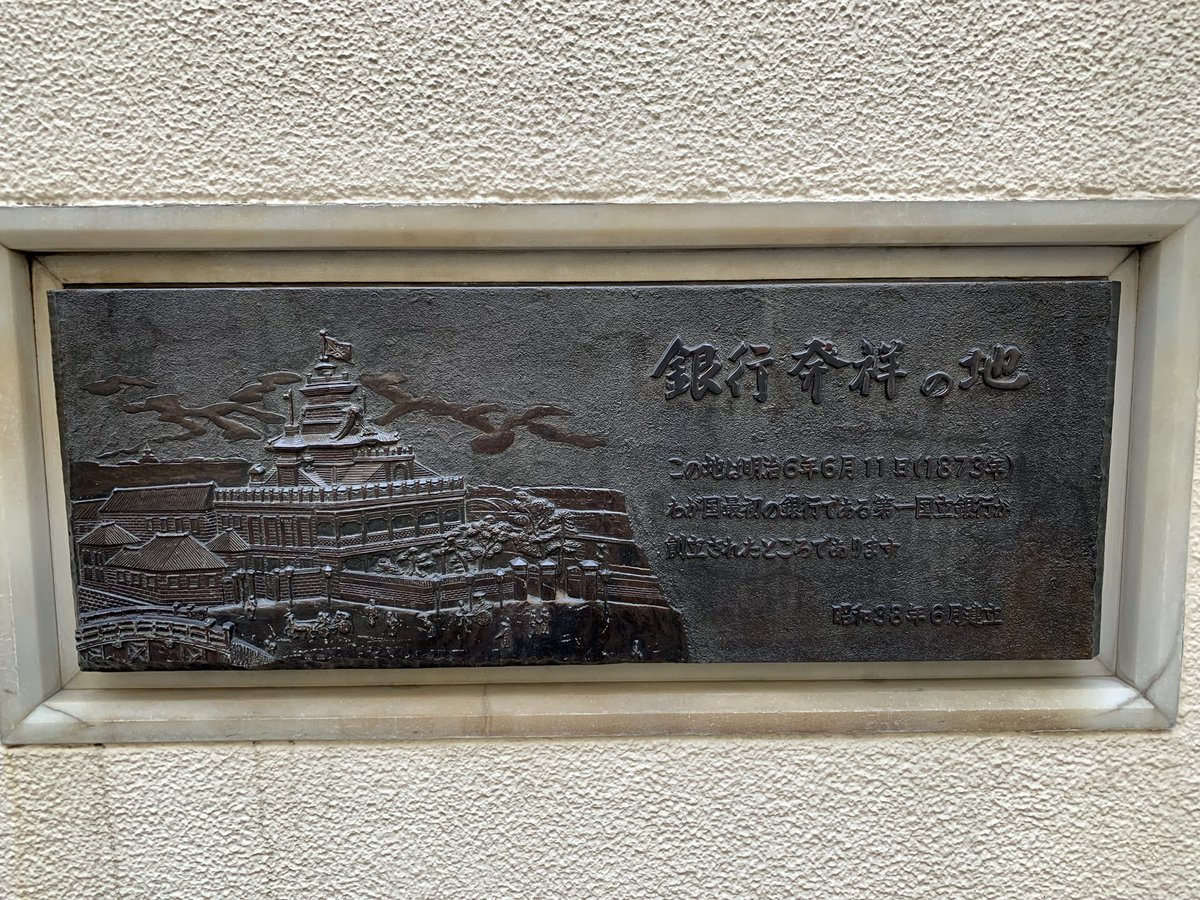 銀行発祥の地
この地は明治6年6月11日(1873年)
わが国最初の銀行である第一国立銀行が
創立されたところであります
昭和38年6月建立